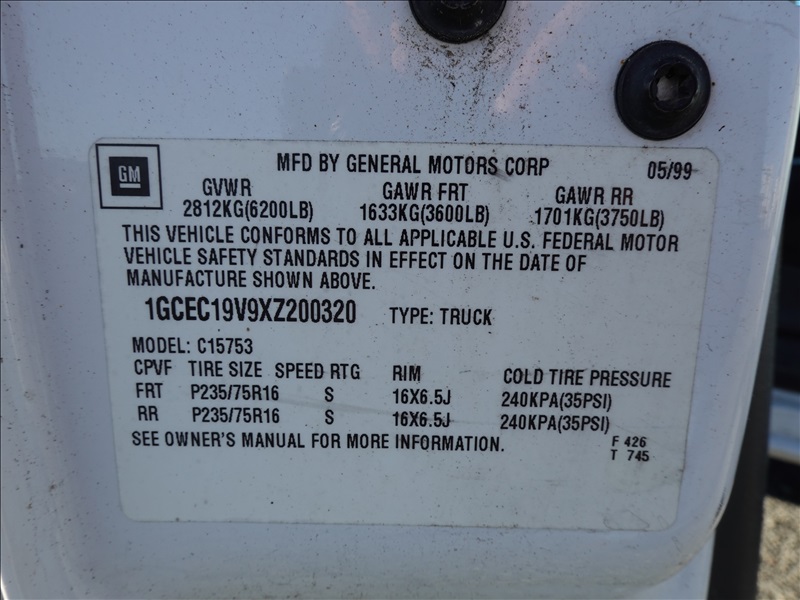 MFD BY GENERAL MOTORS CORP 05/99
GM
GVWR GAWR FRT GAWR RR
2812KG(6200LB) 1633KG(3600LB) 1701KG(3750LB)
THIS VEHICLE CONFORMS TO ALL APPLICABLE U.S. FEDERAL MOTOR
VEHICLE SAFETY STANDARDS IN EFFECT ON THE DATE OF
MANUFACTURE SHOWN ABOVE.
1GCEC19V9XZ200320 TYPE: TRUCK
MODEL: C15753
CPVF TIRE SIZE SPEED RTG RIM COLD TIRE PRESSURE
FRT P235/75R16 S 16X6.5J 240KPA(35PSI)
RR P235/75R16 S 16X6.5J 240KPA(35PSI)
SEE OWNER'S MANUAL FOR MORE INFORMATION. F 426
T 745